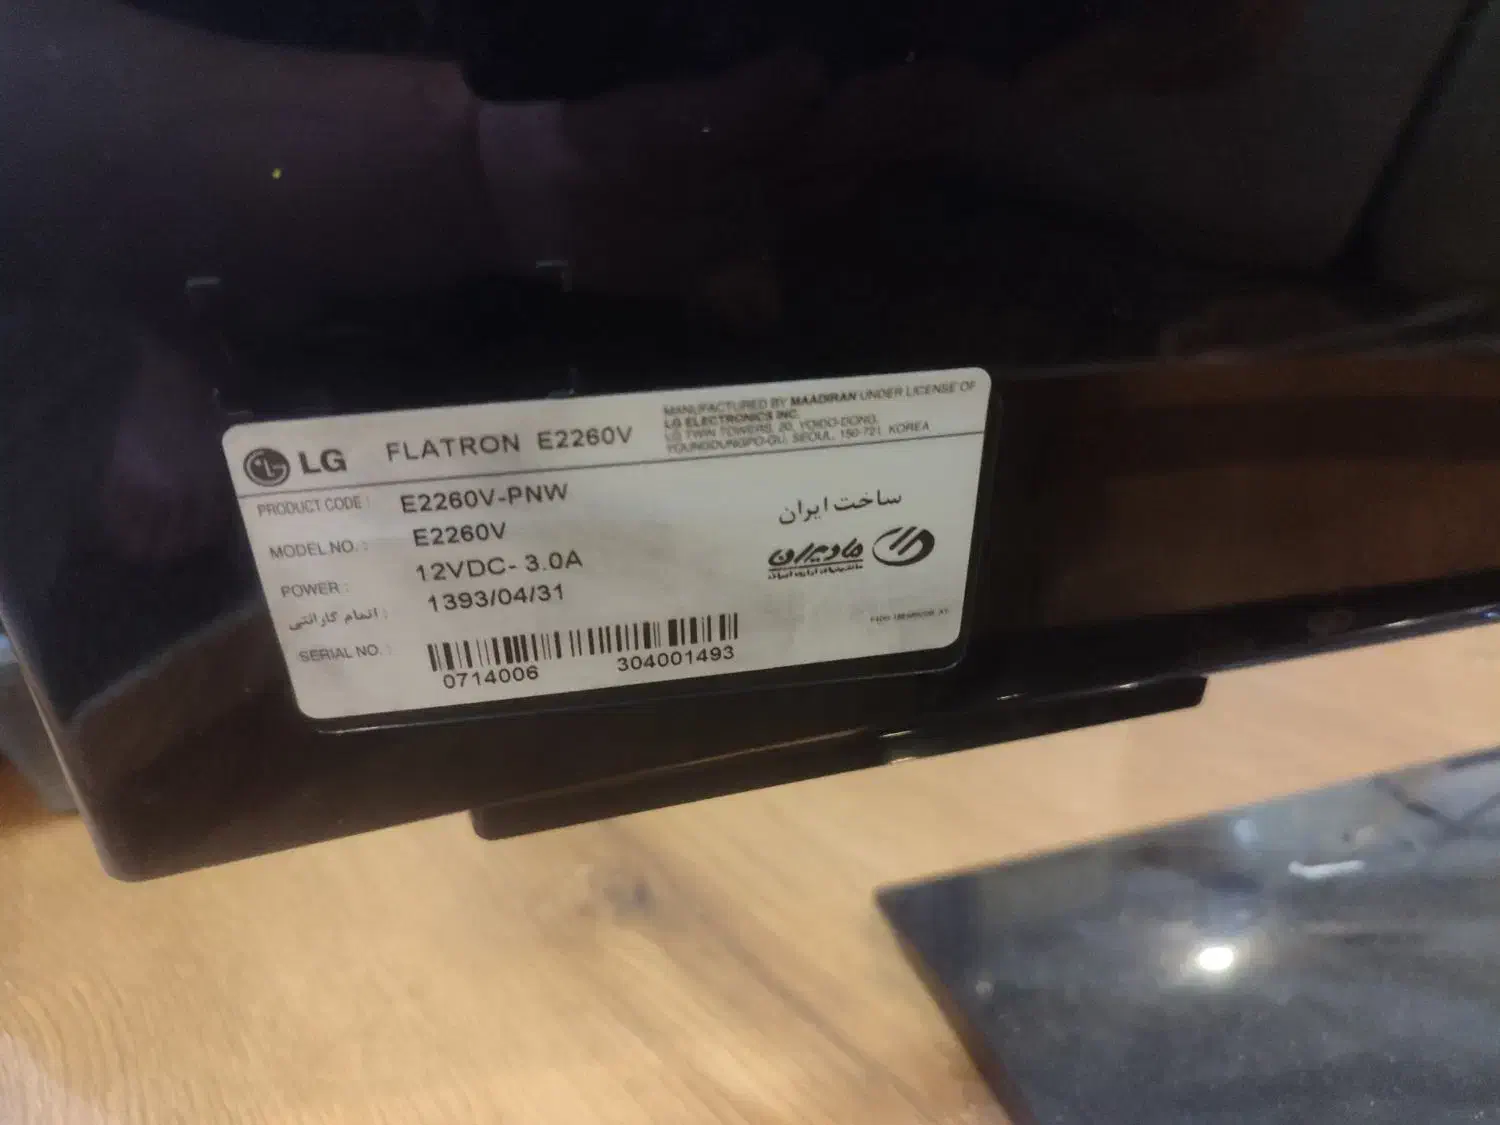 LG
FLATRON E2260V
MANUFACTURED BY MAADIRAN UNDER LICENSE OF
LG ELECTRONICS INC.
LG TWIN TOWERS, 20, YOIDO-DONG,
YOUNGDUNGPO-GU, SEOUL, 150-721, KOREA
PRODUCT CODE : E2260V-PNW
MODEL NO. : E2260V
POWER : 12VDC- 3.0A
اتمام گارانتی : 1393/04/31
SERIAL NO. :
0714006 304001493
ساخت ایران
مادیران